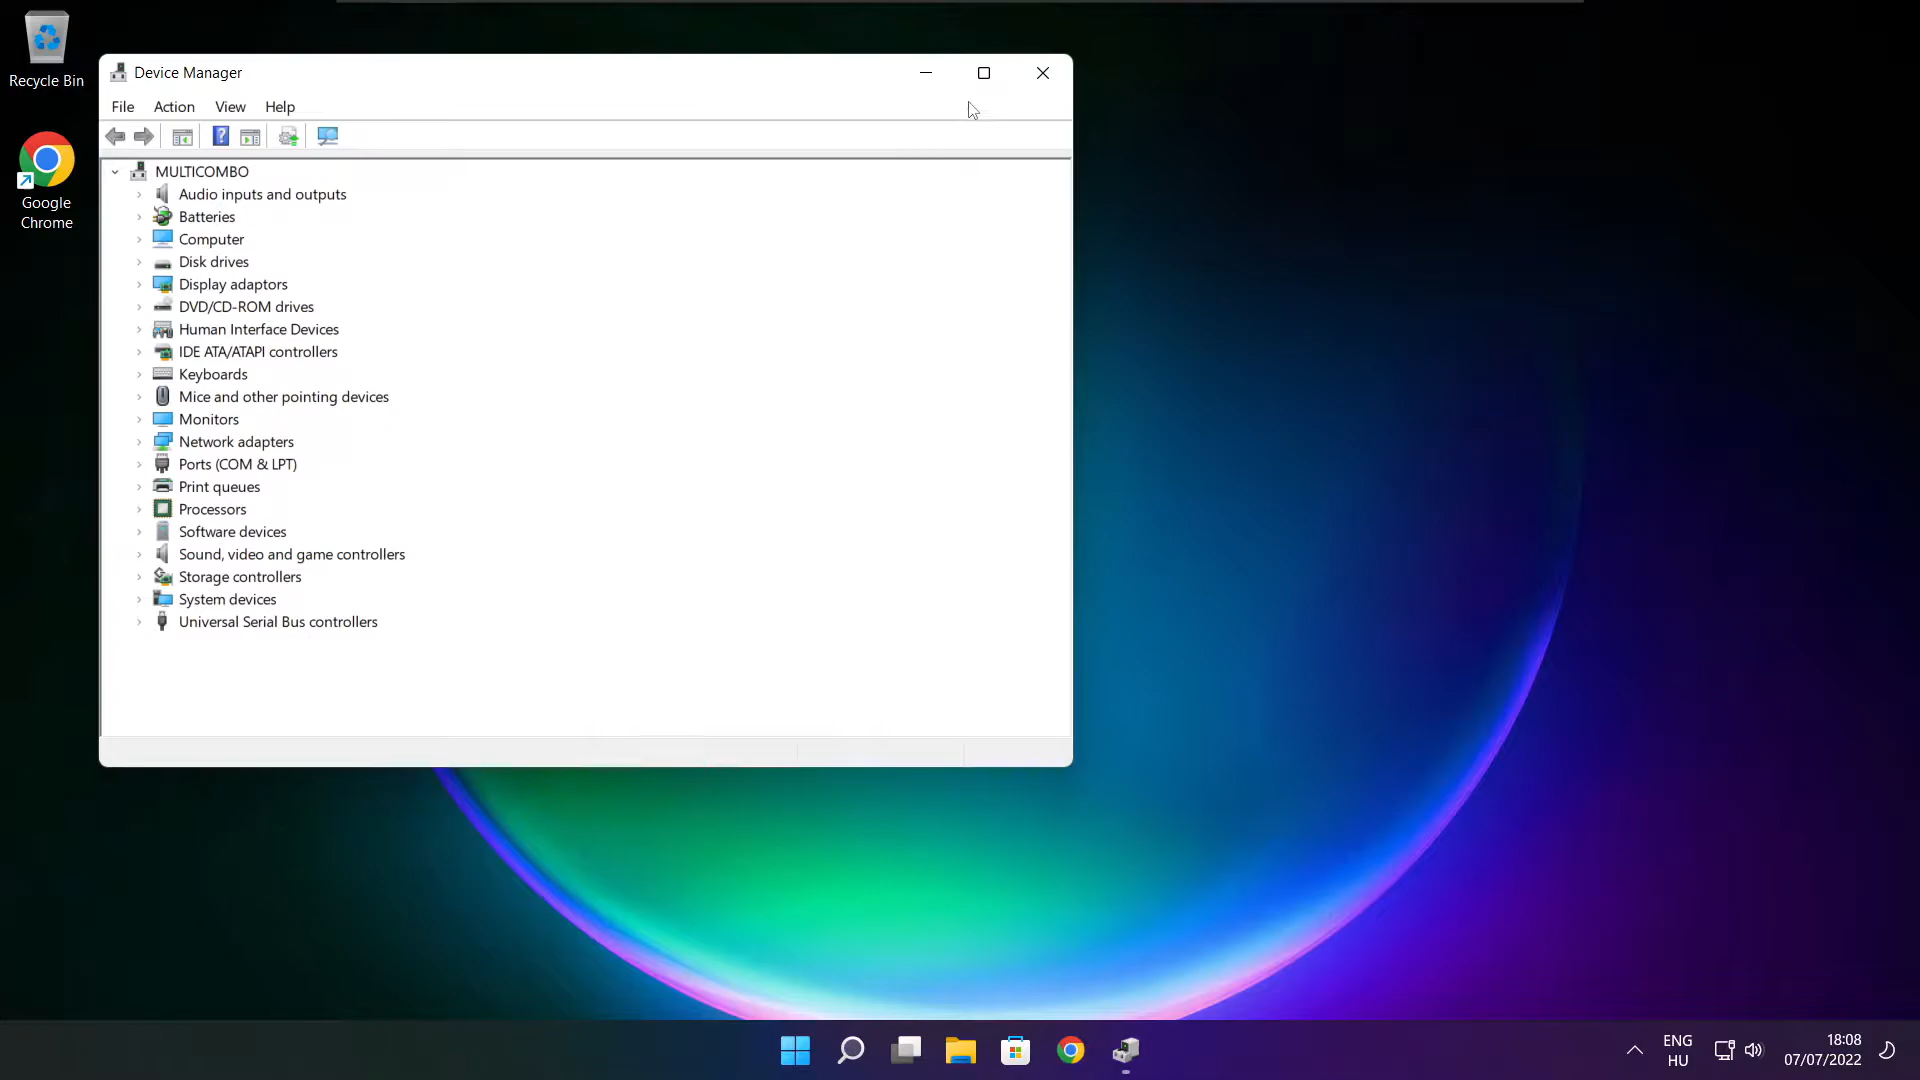 Recycle Bin
Google
Chrome
Device Manager
File Action View Help
MULTICOMBO
Audio inputs and outputs
Batteries
Computer
Disk drives
Display adaptors
DVD/CD-ROM drives
Human Interface Devices
IDE ATA/ATAPI controllers
Keyboards
Mice and other pointing devices
Monitors
Network adapters
Ports (COM & LPT)
Print queues
Processors
Software devices
Sound, video and game controllers
Storage controllers
System devices
Universal Serial Bus controllers
ENG
HU
18:08
07/07/2022